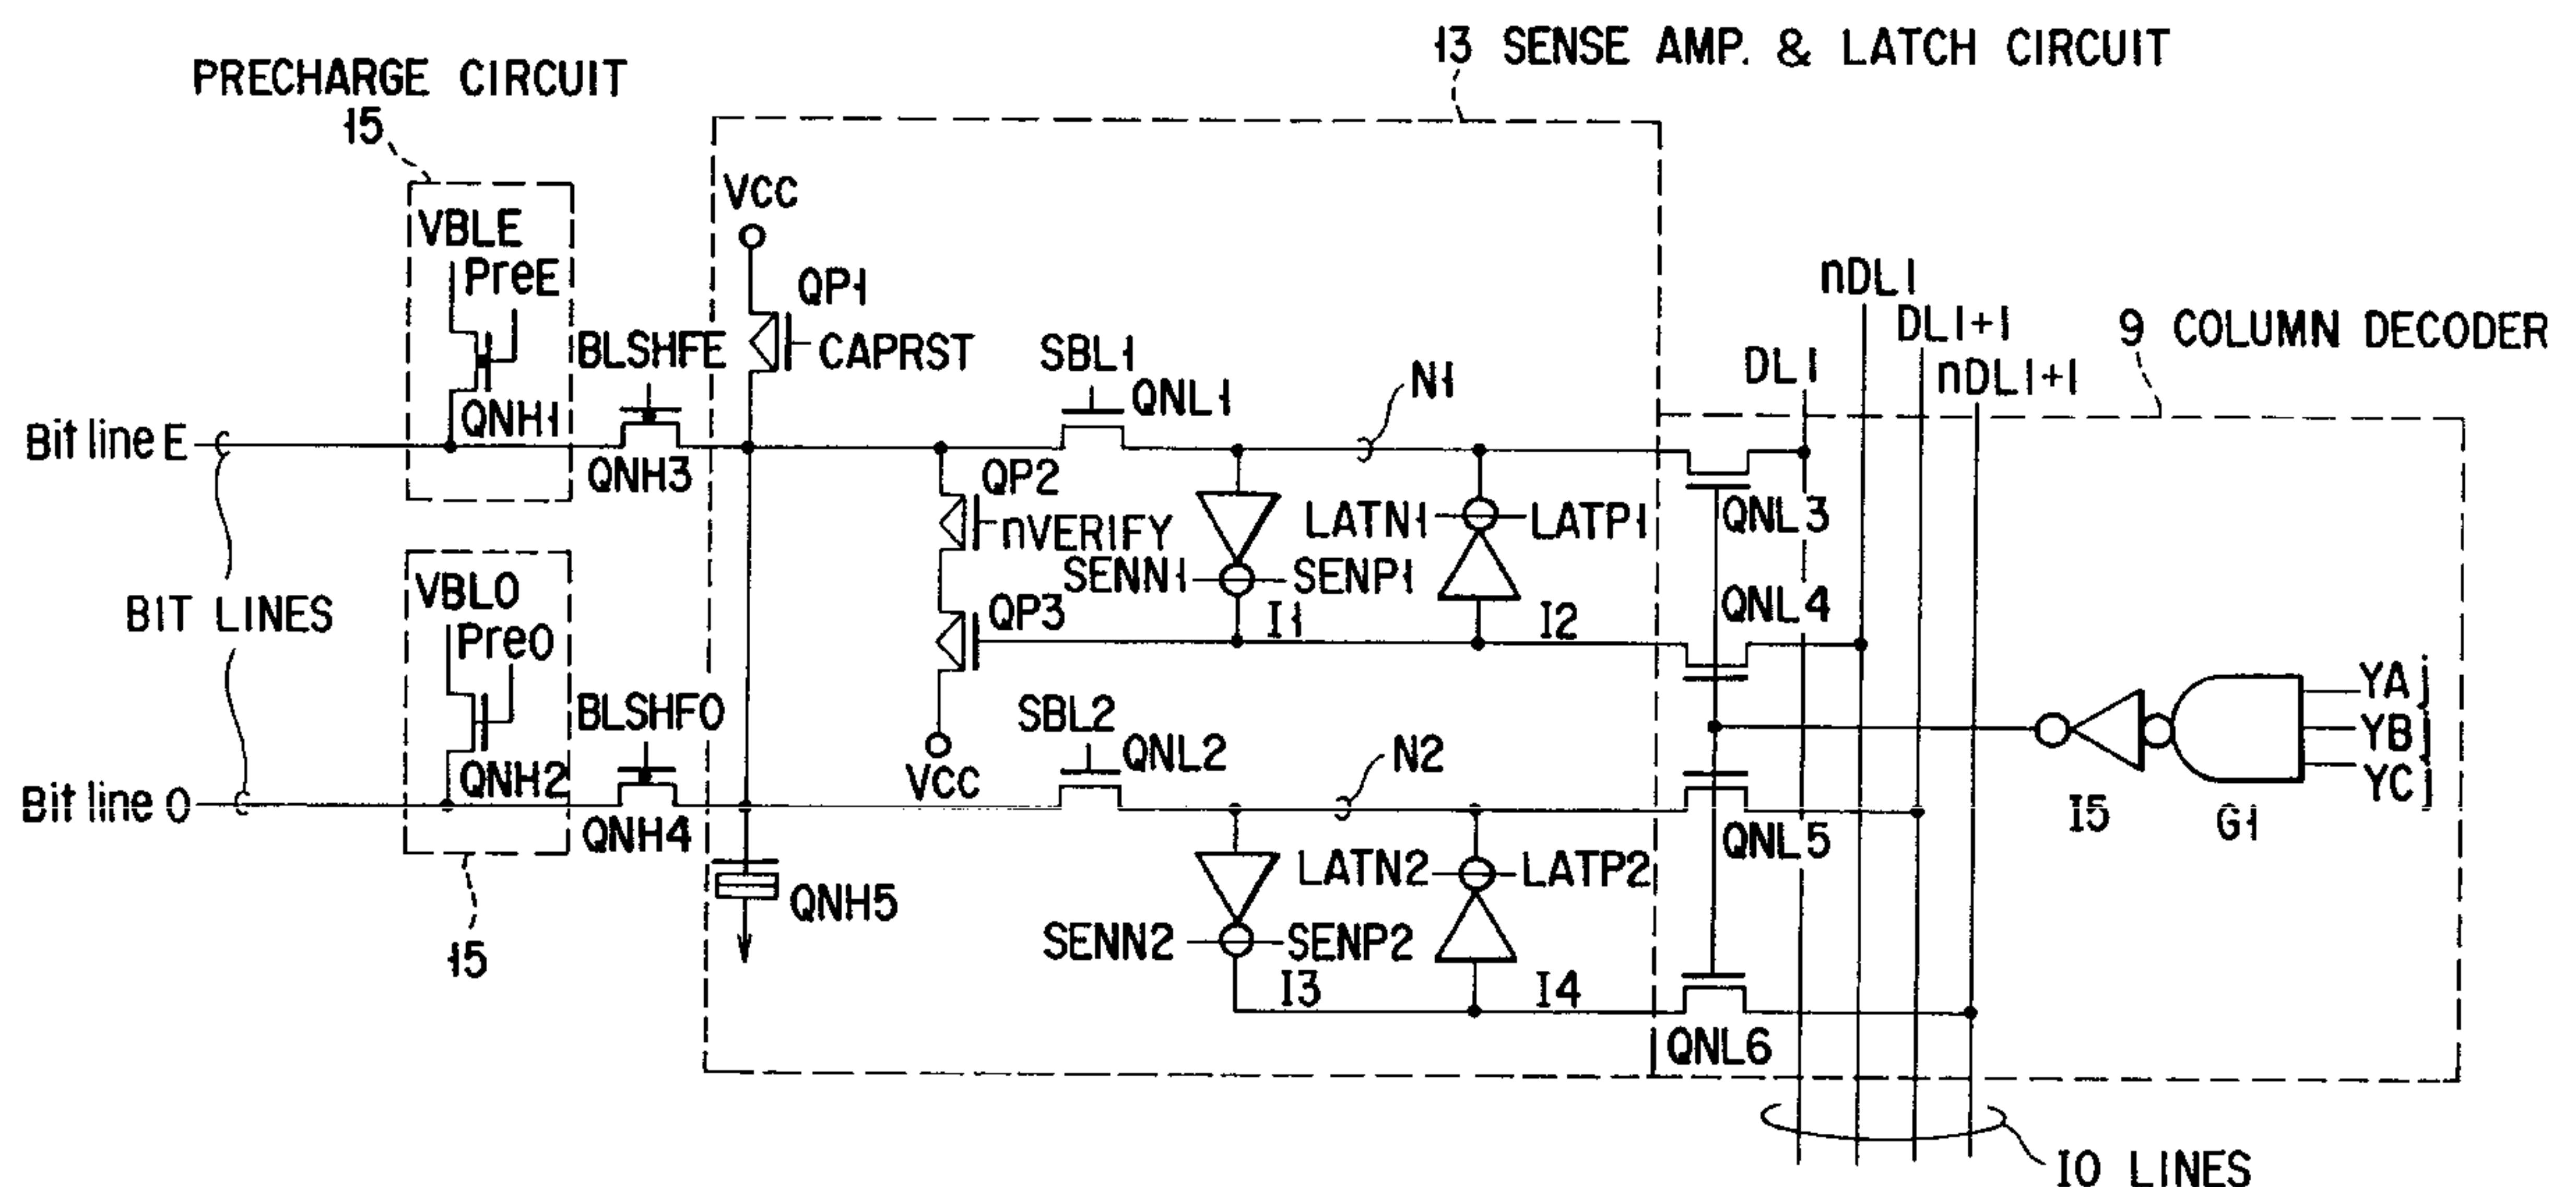 13 SENSE AMP. & LATCH CIRCUIT
PRECHARGE CIRCUIT
15
VCC
VBLE
PreE
QP1
nDL1
DL1+1
9 COLUMN DECODER
BLSHFE
CAPRST
SBL1
DL1
nDL1+1
QNL1
N1
QNH1
Bit line E
QNH3
QP2
nVERIFY
LATN1
LATP1
QNL3
SENN1
SENP1
VBLO
PreO
BIT LINES
QP3
I1
I2
QNL4
BLSHFO
SBL2
QNL2
N2
YAj
YBj
YCj
VCC
QNH2
Bit line O
QNH4
QNL5
I5
G1
LATN2
LATP2
QNH5
SENN2
SENP2
15
I3
I4
QNL6
IO LINES